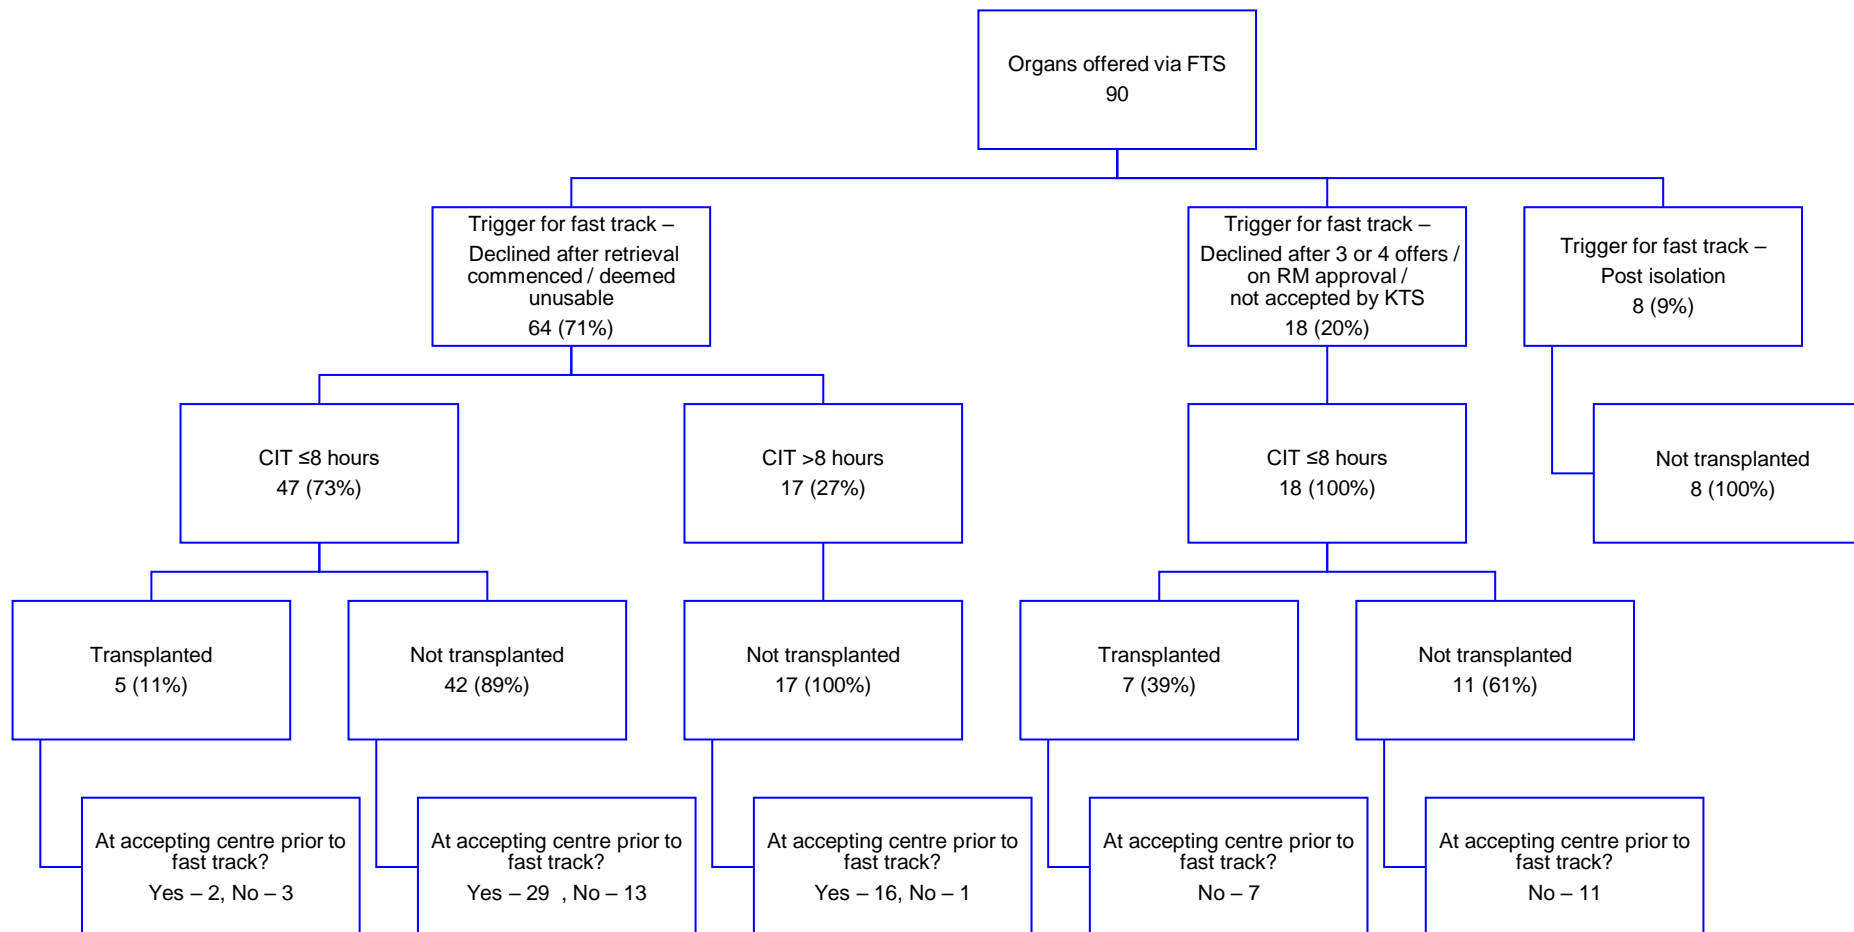 Organs offered via FTS
90
Trigger for fast track –
Declined after retrieval
commenced / deemed
unusable
64 (71%)
Trigger for fast track –
Declined after 3 or 4 offers /
on RM approval /
not accepted by KTS
18 (20%)
Trigger for fast track –
Post isolation
8 (9%)
CIT ≤8 hours
47 (73%)
CIT >8 hours
17 (27%)
CIT ≤8 hours
18 (100%)
Not transplanted
8 (100%)
Transplanted
5 (11%)
Not transplanted
42 (89%)
Not transplanted
17 (100%)
Transplanted
7 (39%)
Not transplanted
11 (61%)
At accepting centre prior to
fast track?
Yes – 2, No – 3
At accepting centre prior to
fast track?
Yes – 29 , No – 13
At accepting centre prior to
fast track?
Yes – 16, No – 1
At accepting centre prior to
fast track?
No – 7
At accepting centre prior to
fast track?
No – 11